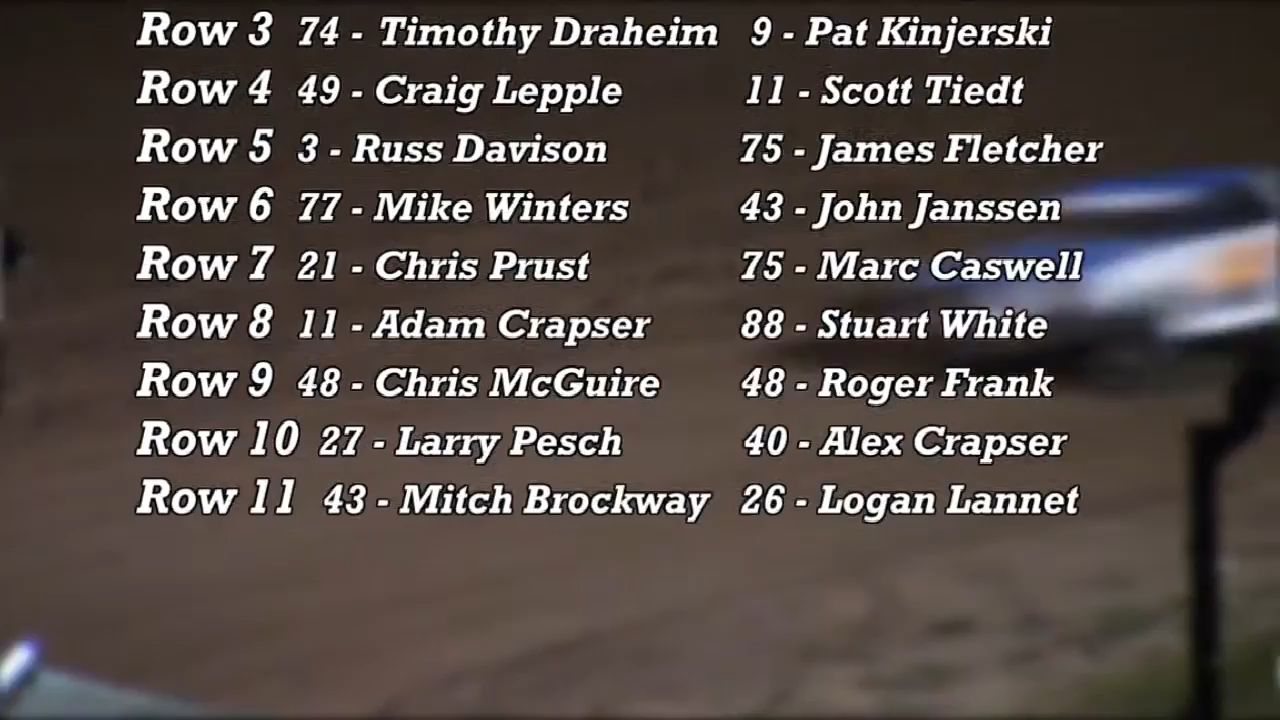 Row 3 74 - Timothy Draheim 9 - Pat Kinjerski
Row 4 49 - Craig Lepple 11 - Scott Tiedt
Row 5 3 - Russ Davison 75 - James Fletcher
Row 6 77 - Mike Winters 43 - John Janssen
Row 7 21 - Chris Prust 75 - Marc Caswell
Row 8 11 - Adam Crapser 88 - Stuart White
Row 9 48 - Chris McGuire 48 - Roger Frank
Row 10 27 - Larry Pesch 40 - Alex Crapser
Row 11 43 - Mitch Brockway 26 - Logan Lannet